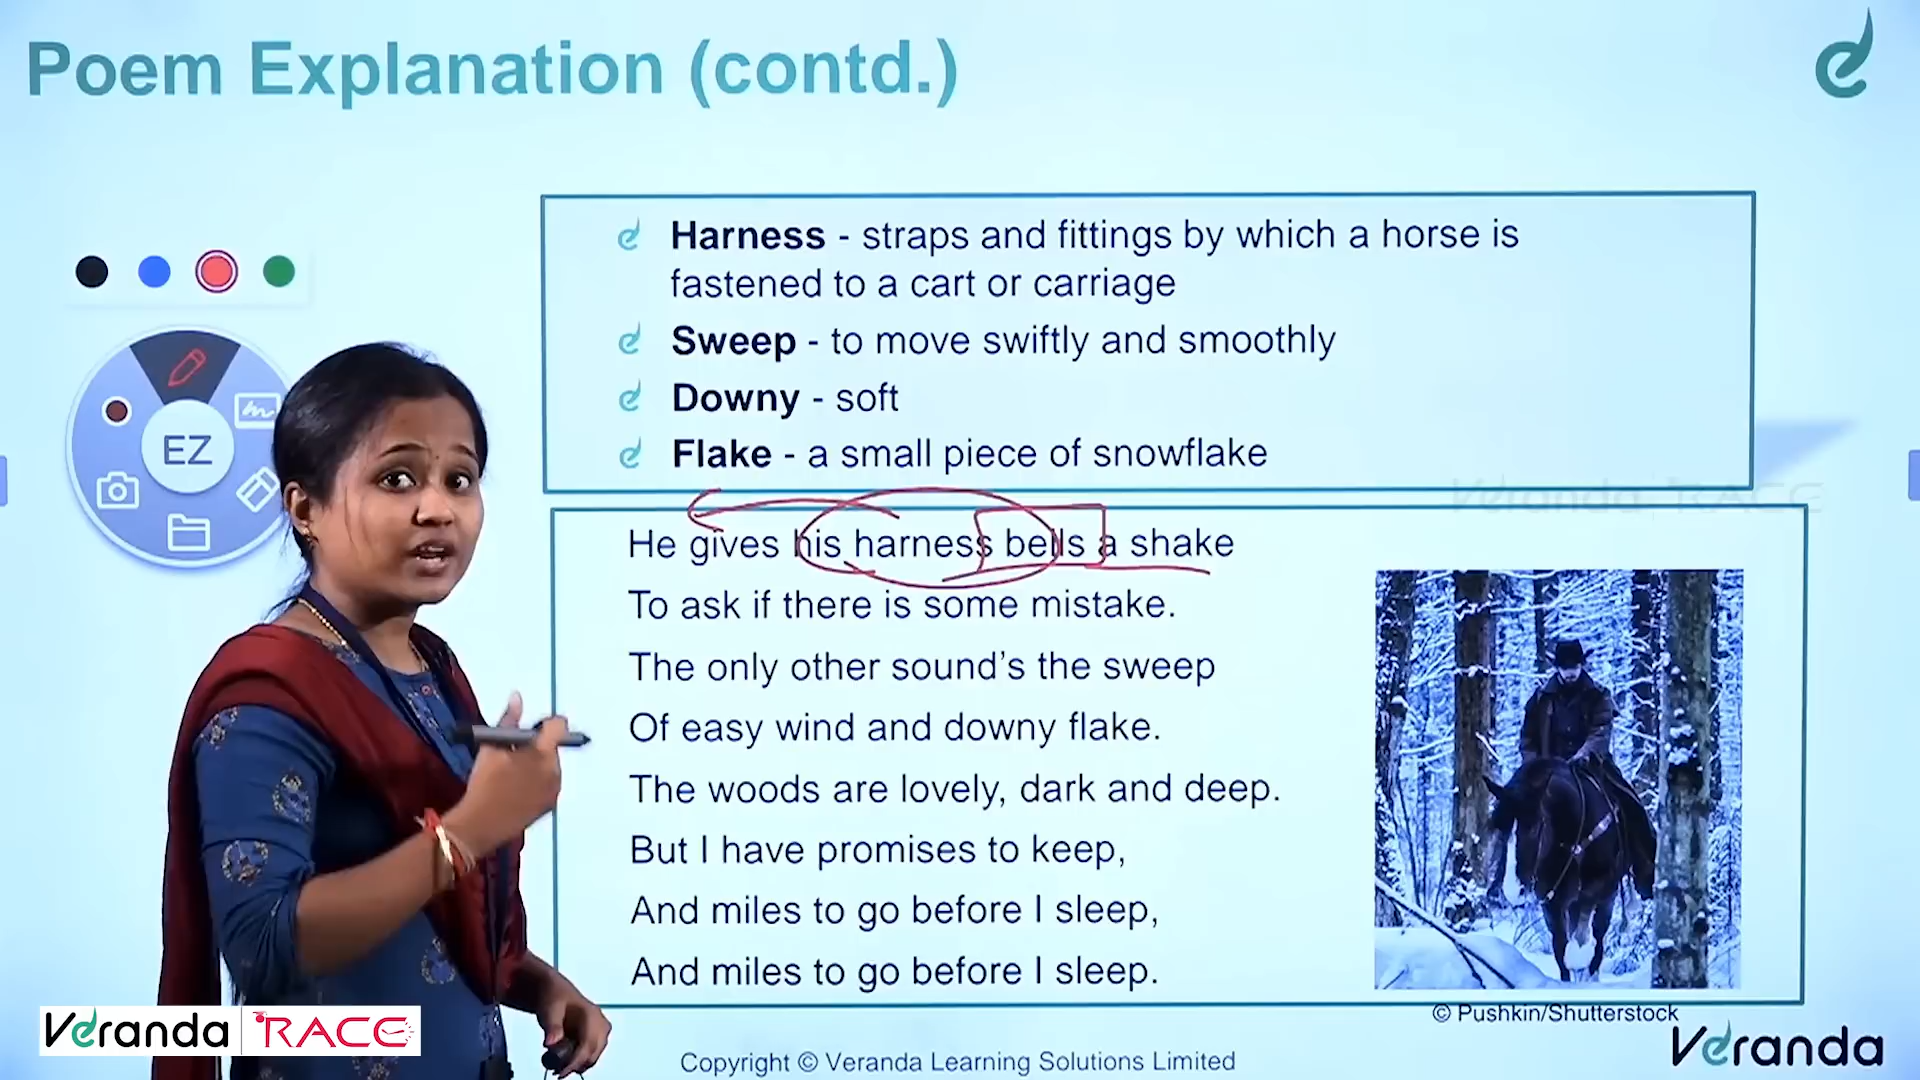 Poem Explanation (contd.)
Harness - straps and fittings by which a horse is
fastened to a cart or carriage
Sweep - to move swiftly and smoothly
Downy - soft
Flake - a small piece of snowflake
EZ
Veranda RACE
He gives his harness bells a shake
To ask if there is some mistake.
The only other sound’s the sweep
Of easy wind and downy flake.
The woods are lovely, dark and deep.
But I have promises to keep,
And miles to go before I sleep,
And miles to go before I sleep.
© Pushkin/Shutterstock
Veranda RACE
Copyright © Veranda Learning Solutions Limited
Veranda